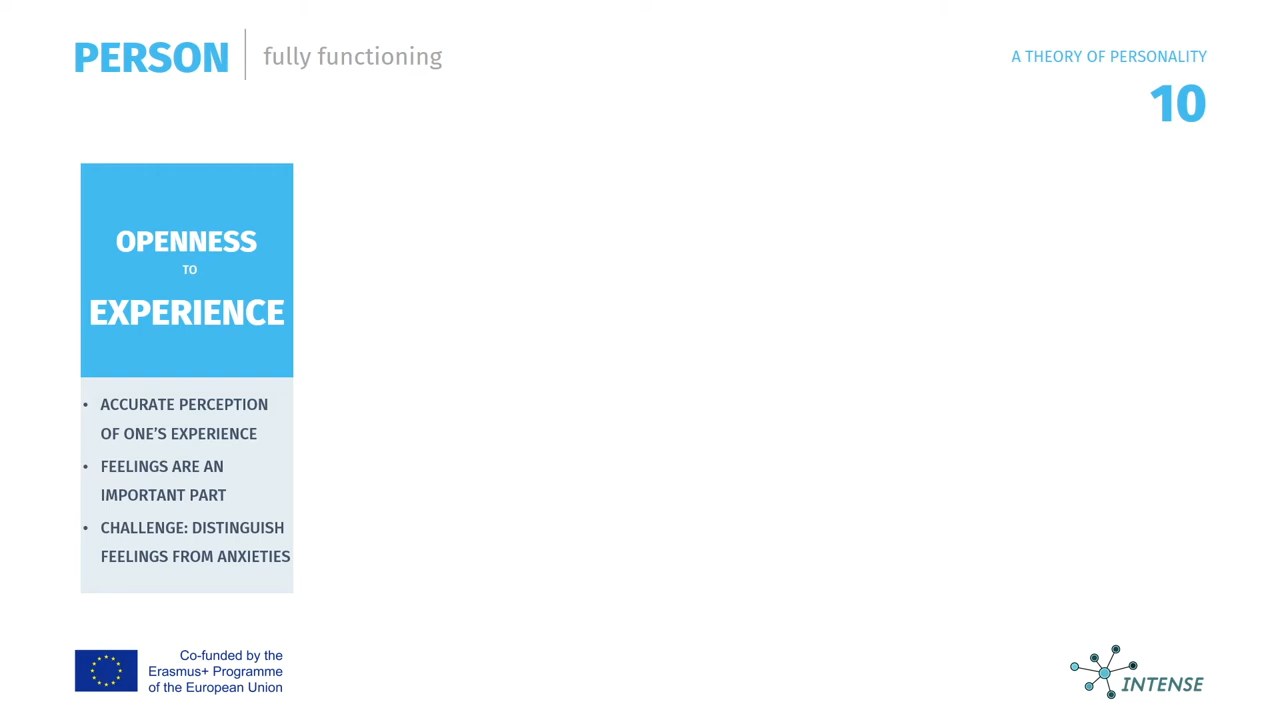 PERSON
fully functioning
A THEORY OF PERSONALITY
10
OPENNESS
TO
EXPERIENCE
• ACCURATE PERCEPTION
OF ONE'S EXPERIENCE
• FEELINGS ARE AN
IMPORTANT PART
• CHALLENGE: DISTINGUISH
FEELINGS FROM ANXIETIES
Co-funded by the
Erasmus+ Programme
of the European Union
INTENSE